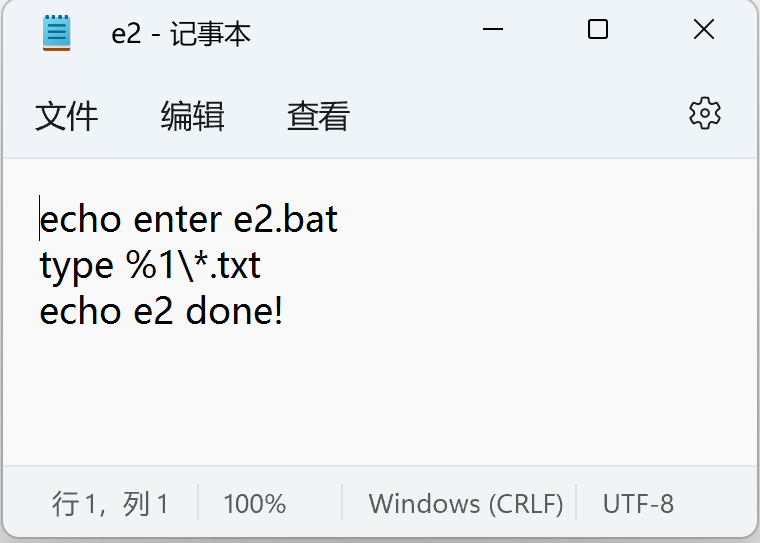 e2 - 记事本
文件 编辑 查看
echo enter e2.bat
type %1\*.txt
echo e2 done!
行 1，列 1 100% Windows (CRLF) UTF-8